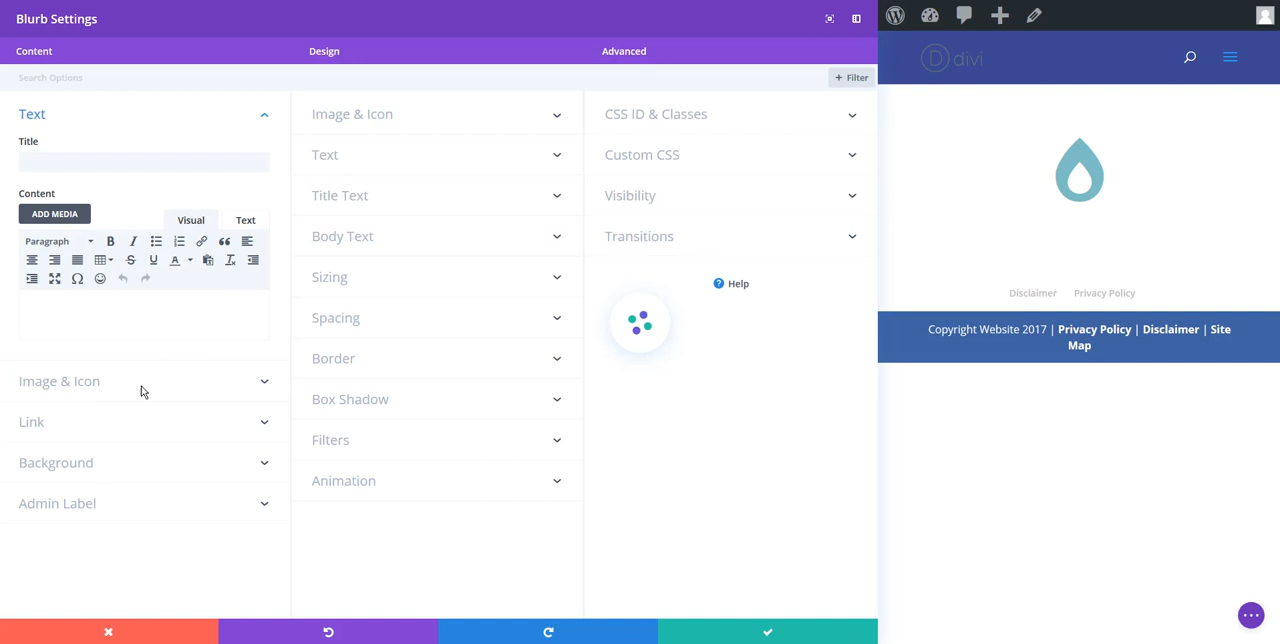 Blurb Settings
Content
Design
Advanced
Search Options
+ Filter
Text
Title
Content
ADD MEDIA
Visual
Text
Paragraph
Image & Icon
Link
Background
Admin Label
Image & Icon
Text
Title Text
Body Text
Sizing
Spacing
Border
Box Shadow
Filters
Animation
CSS ID & Classes
Custom CSS
Visibility
Transitions
Help
divi
Disclaimer
Privacy Policy
Copyright Website 2017 | Privacy Policy | Disclaimer | Site
Map